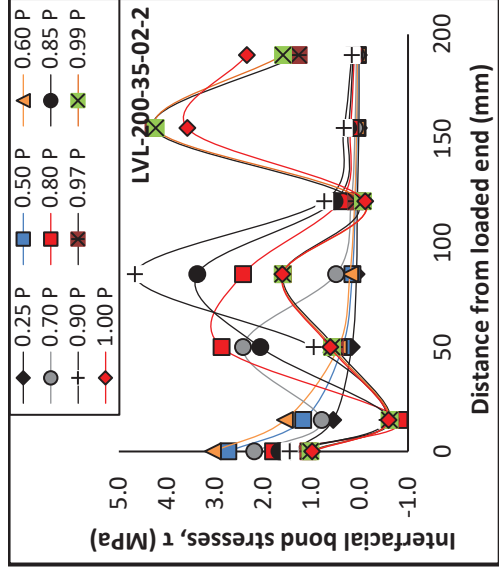 0.25 P 0.50 P 0.60 P
0.70 P 0.80 P 0.85 P
0.90 P 0.97 P 0.99 P
1.00 P
LVL-200-35-02-2
Interfacial bond stresses, τ (MPa)
5.0
4.0
3.0
2.0
1.0
0.0
-1.0
0 50 100 150 200
Distance from loaded end (mm)